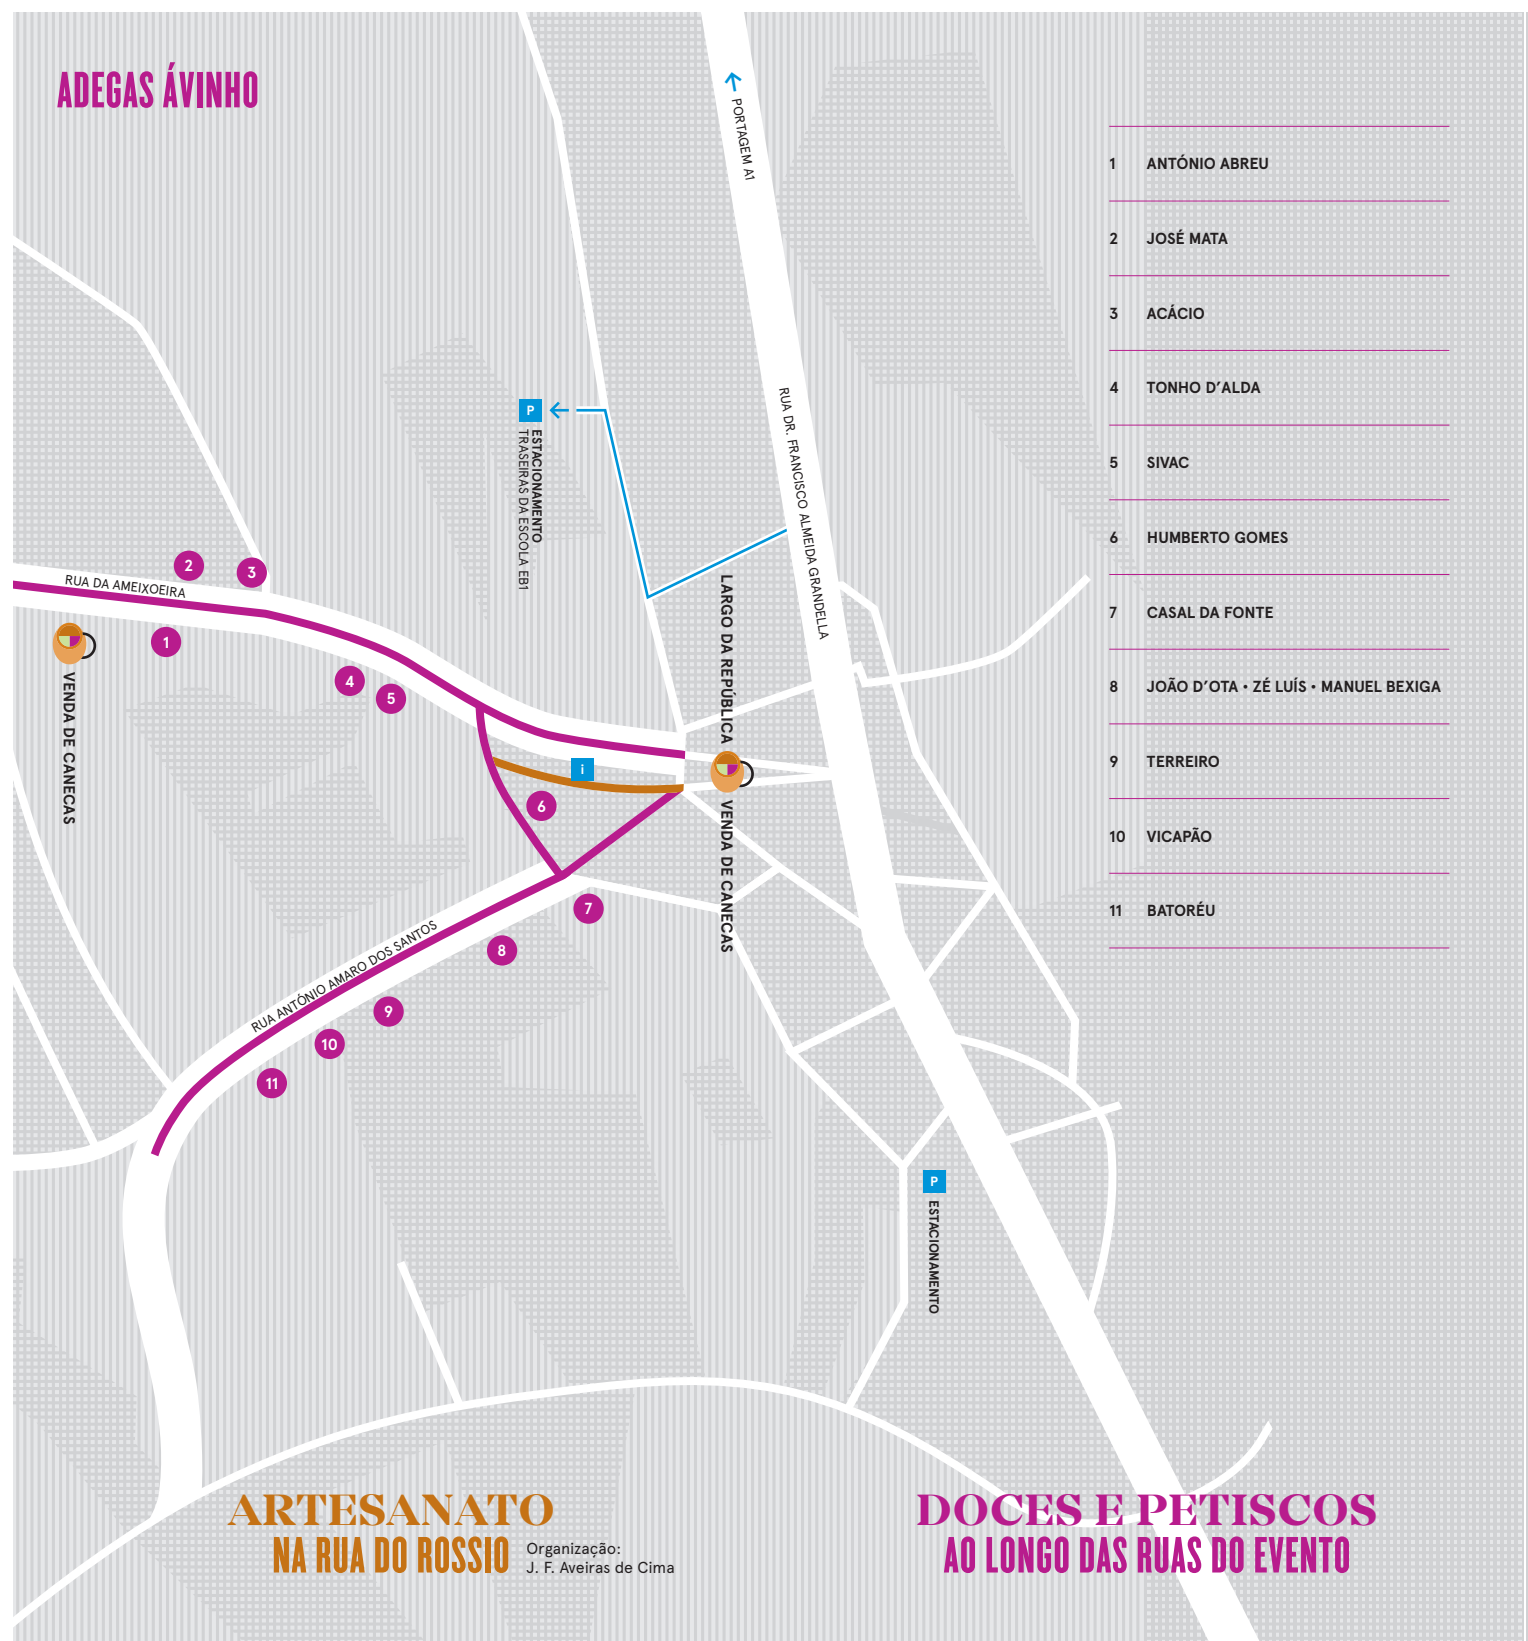 ADEGAS ÁVINHO
PORTAGEM A1
1 ANTÓNIO ABREU
2 JOSÉ MATA
3 ACÁCIO
4 TONHO D’ALDA
5 SIVAC
6 HUMBERTO GOMES
7 CASAL DA FONTE
8 JOÃO D’OTA • ZÉ LUÍS • MANUEL BEXIGA
9 TERREIRO
10 VICAPÃO
11 BATORÉU
P
ESTACIONAMENTO
TRASEIRAS DA ESCOLA EB1
RUA DR. FRANCISCO ALMEIDA GRANDELLA
2
3
RUA DA AMEIXOEIRA
1
4
5
VENDA DE CANECAS
LARGO DA REPÚBLICA
VENDA DE CANECAS
i
6
7
8
RUA ANTÓNIO AMARO DOS SANTOS
9
10
11
P
ESTACIONAMENTO
ARTESANATO
NA RUA DO ROSSIO
Organização:
J. F. Aveiras de Cima
DOCES E PETISCOS
AO LONGO DAS RUAS DO EVENTO